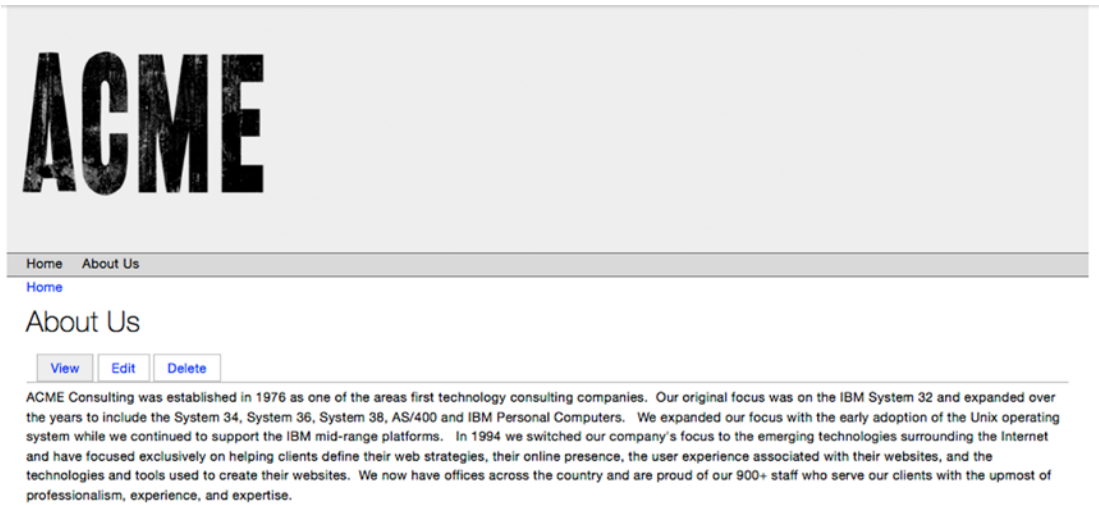 ACME
Home About Us
Home
About Us
View Edit Delete
ACME Consulting was established in 1976 as one of the areas first technology consulting companies.  Our original focus was on the IBM System 32 and expanded over
the years to include the System 34, System 36, System 38, AS/400 and IBM Personal Computers.  We expanded our focus with the early adoption of the Unix operating
system while we continued to support the IBM mid-range platforms.  In 1994 we switched our company's focus to the emerging technologies surrounding the Internet
and have focused exclusively on helping clients define their web strategies, their online presence, the user experience associated with their websites, and the
technologies and tools used to create their websites.  We now have offices across the country and are proud of our 900+ staff who serve our clients with the upmost of
professionalism, experience, and expertise.